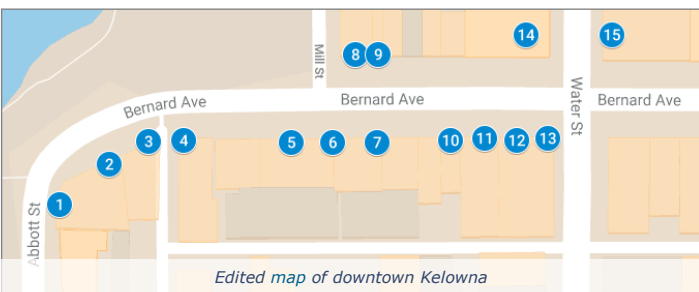 14
15
8
9
Mill St
Bernard Ave
Bernard Ave
Bernard Ave
Water St
3
4
5
6
7
10
11
12
13
2
1
Abbott St
Edited map of downtown Kelowna